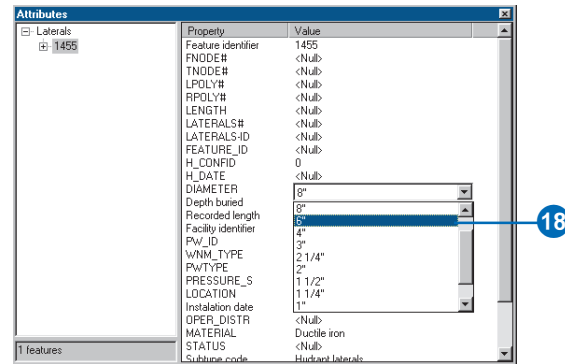 Attributes
Laterals
1455
Property Value
Feature identifier 1455
FNODE# <Null>
TNODE# <Null>
LPOLY# <Null>
RPOLY# <Null>
LENGTH <Null>
LATERALS# <Null>
LATERALS-ID <Null>
FEATURE_ID <Null>
H_CONFID 0
H_DATE <Null>
DIAMETER 8"
Depth buried 8"
Recorded length 6"
Facility identifier 4"
PW_ID 3"
WNM_TYPE 2 1/4"
PWTYPE 2"
PRESSURE_S 1 1/2"
LOCATION 1 1/4"
Instalation date 1"
OPER_DISTR <Null>
MATERIAL Ductile iron
STATUS <Null>
Subtype code Hydrant laterals
1 features
18